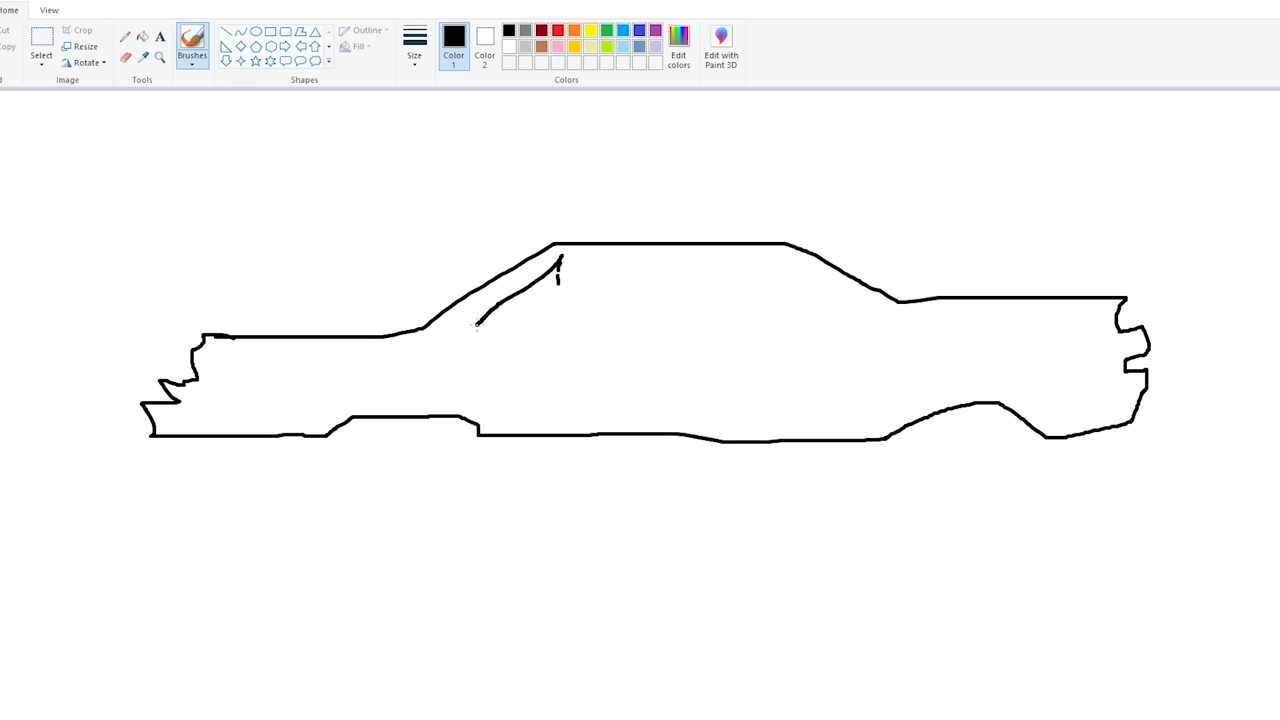 Home View
Cut
Copy
Select
Crop
Resize
Rotate
Image
A
Tools
Brushes
Shapes
Outline
Fill
Size
Color 1
Color 2
Edit colors
Colors
Edit with Paint 3D